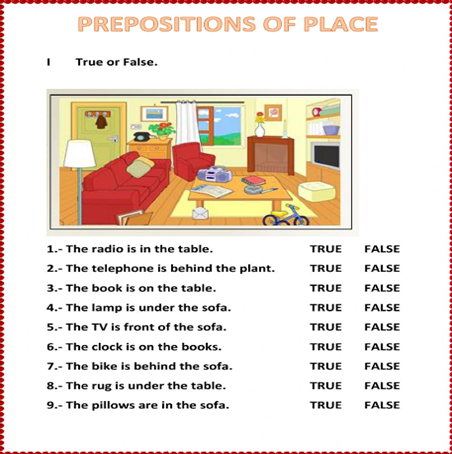 PREPOSITIONS OF PLACE
I True or False.
1.- The radio is in the table. TRUE FALSE
2.- The telephone is behind the plant. TRUE FALSE
3.- The book is on the table. TRUE FALSE
4.- The lamp is under the sofa. TRUE FALSE
5.- The TV is front of the sofa. TRUE FALSE
6.- The clock is on the books. TRUE FALSE
7.- The bike is behind the sofa. TRUE FALSE
8.- The rug is under the table. TRUE FALSE
9.- The pillows are in the sofa. TRUE FALSE